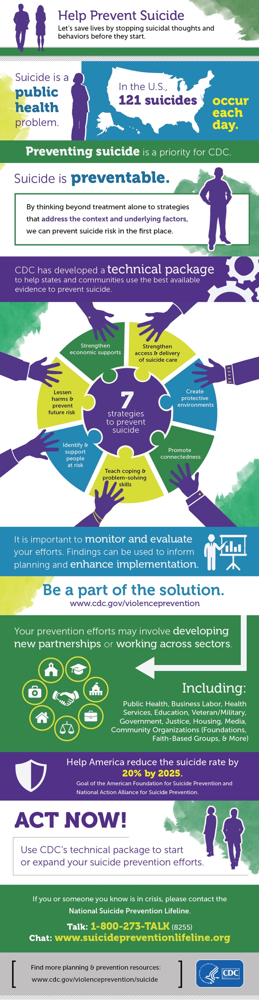 Help Prevent Suicide
Let's save lives by stopping suicidal thoughts and
behaviors before they start.
Suicide is a
public
health
problem.
In the U.S.,
121 suicides
occur
each
day.
Preventing suicide is a priority for CDC.
Suicide is preventable.
By thinking beyond treatment alone to strategies
that address the context and underlying factors,
we can prevent suicide risk in the first place.
CDC has developed a technical package
to help states and communities use the best available
evidence to prevent suicide.
Strengthen
economic supports
Strengthen
access & delivery
of suicide care
Create
protective
environments
Promote
connectedness
Teach coping &
problem-solving
skills
Identify &
support
people
at risk
Lessen
harms &
prevent
future risk
7
strategies
to prevent
suicide
It is important to monitor and evaluate
your efforts. Findings can be used to inform
planning and enhance implementation.
Be a part of the solution.
www.cdc.gov/violenceprevention
Your prevention efforts may involve developing
new partnerships or working across sectors.
Including:
Public Health, Business Labor, Health
Services, Education, Veteran/Military,
Government, Justice, Housing, Media,
Community Organizations (Foundations,
Faith-Based Groups, & More)
Help America reduce the suicide rate by
20% by 2025.
Goal of the American Foundation for Suicide Prevention and
National Action Alliance for Suicide Prevention.
ACT NOW!
Use CDC's technical package to start
or expand your suicide prevention efforts.
If you or someone you know is in crisis, please contact the
National Suicide Prevention Lifeline.
Talk: 1-800-273-TALK (8255)
Chat: www.suicidepreventionlifeline.org
Find more planning & prevention resources:
www.cdc.gov/violenceprevention/suicide
CDC